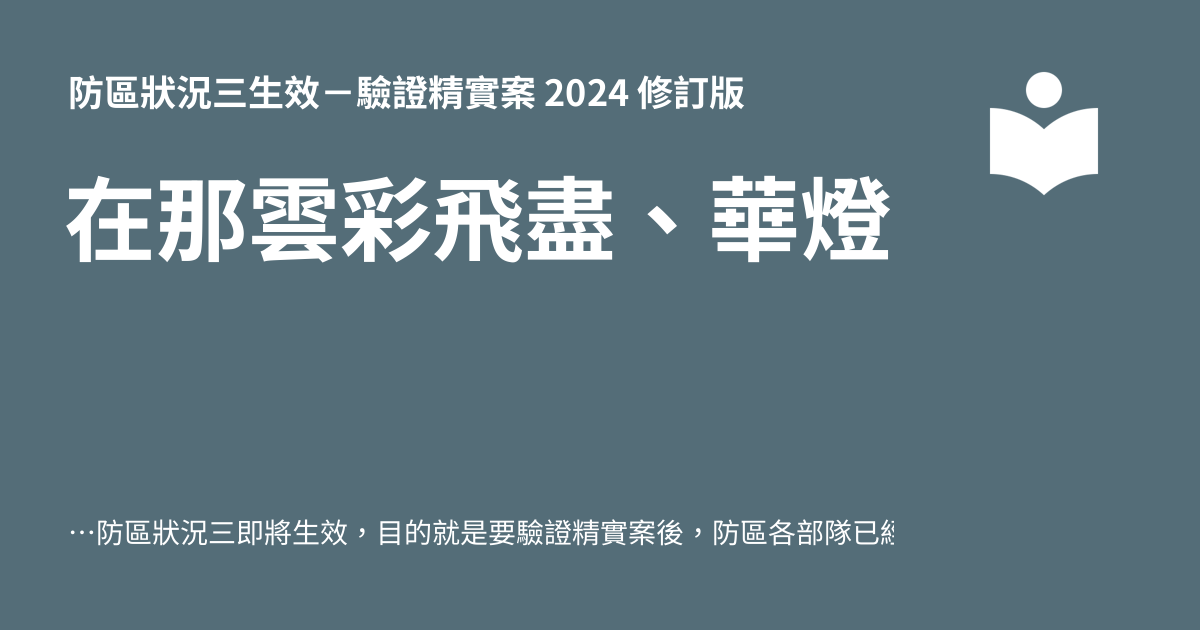 防區狀況三生效－驗證精實案 2024 修訂版
在那雲彩飛盡、華燈
…防區狀況三即將生效，目的就是要驗證精實案後，防區各部隊已